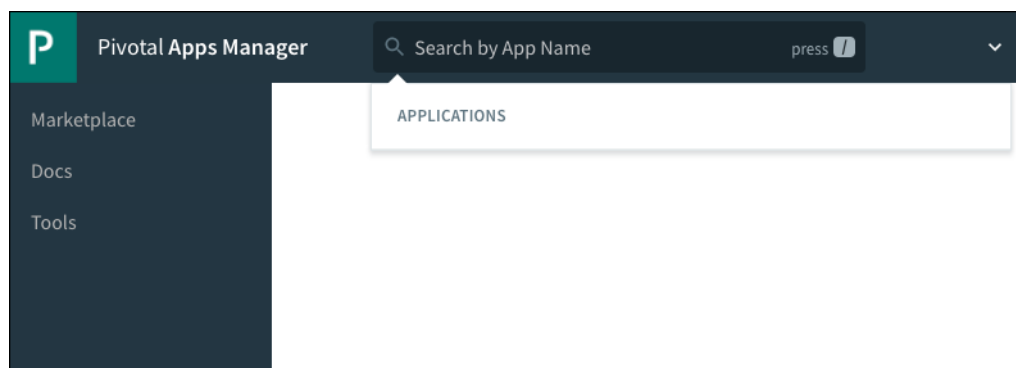 P
Pivotal Apps Manager
Search by App Name
press /
APPLICATIONS
Marketplace
Docs
Tools